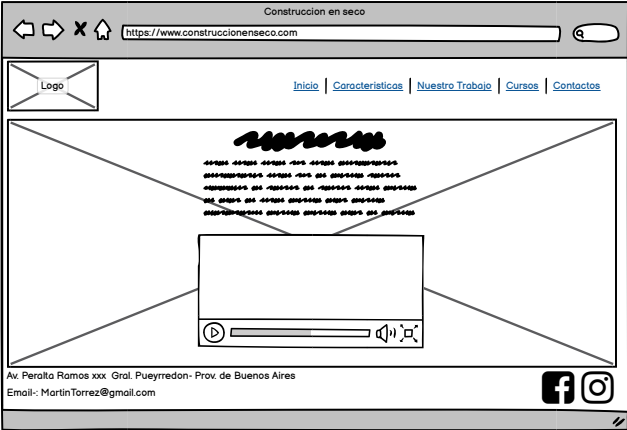 Construccion en seco
https://www.construccionenseco.com
Logo
Inicio | Caracteristicas | Nuestro Trabajo | Cursos | Contactos
Av. Peralta Ramos xxx Gral. Pueyrredon- Prov. de Buenos Aires
Email-: MartinTorrez@gmail.com